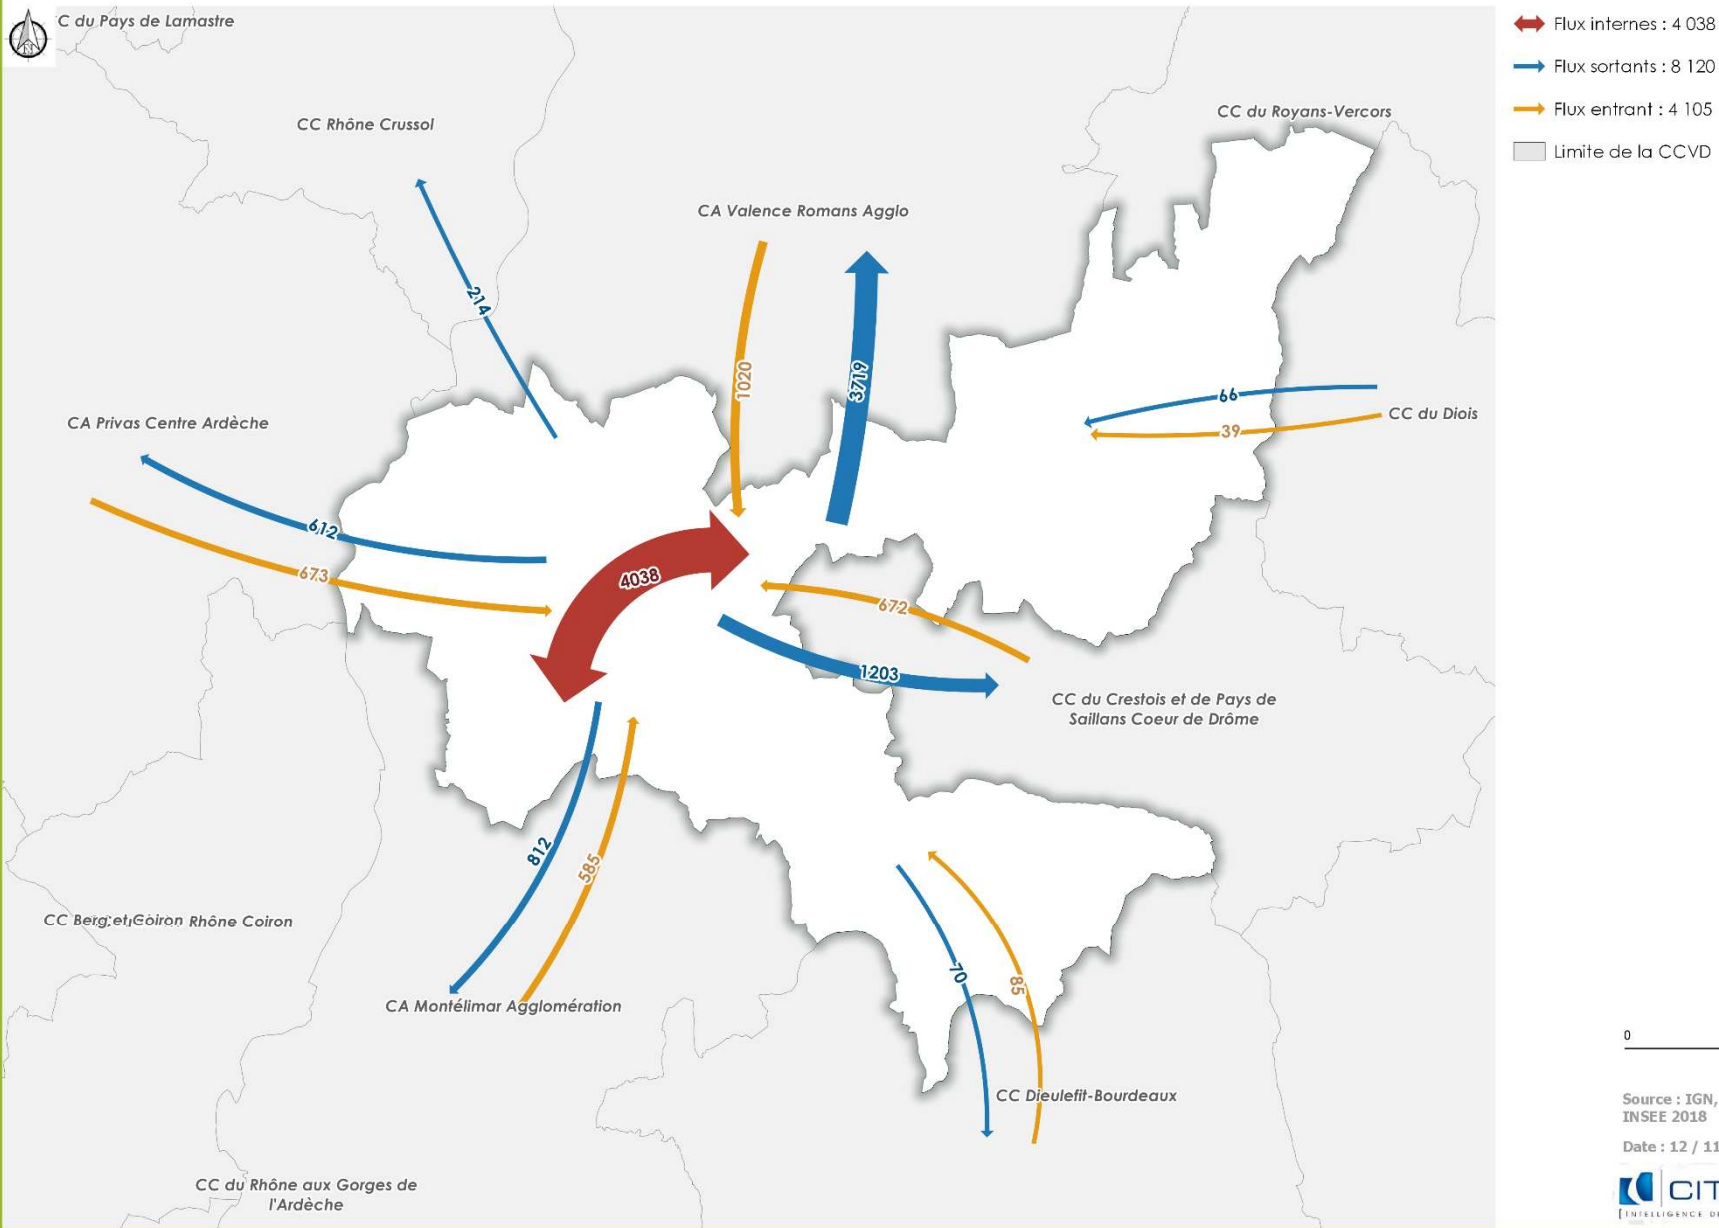 C du Pays de Lamastre
CC Rhône Crussol
CC du Royans-Vercors
CA Valence Romans Agglo
CA Privas Centre Ardèche
CC du Diois
214
1020
3719
66
39
612
673
4038
672
1203
CC du Crestois et de Pays de
Saillans Coeur de Drôme
812
585
CC Berg et Coiron Rhône Coiron
70
85
CA Montélimar Agglomération
CC Dieulefit-Bourdeaux
CC du Rhône aux Gorges de
l'Ardèche
Flux internes : 4 038
Flux sortants : 8 120
Flux entrant : 4 105
Limite de la CCVD
0
Source : IGN,
INSEE 2018
Date : 12 / 11
CIT
[INTELLIGENCE DE